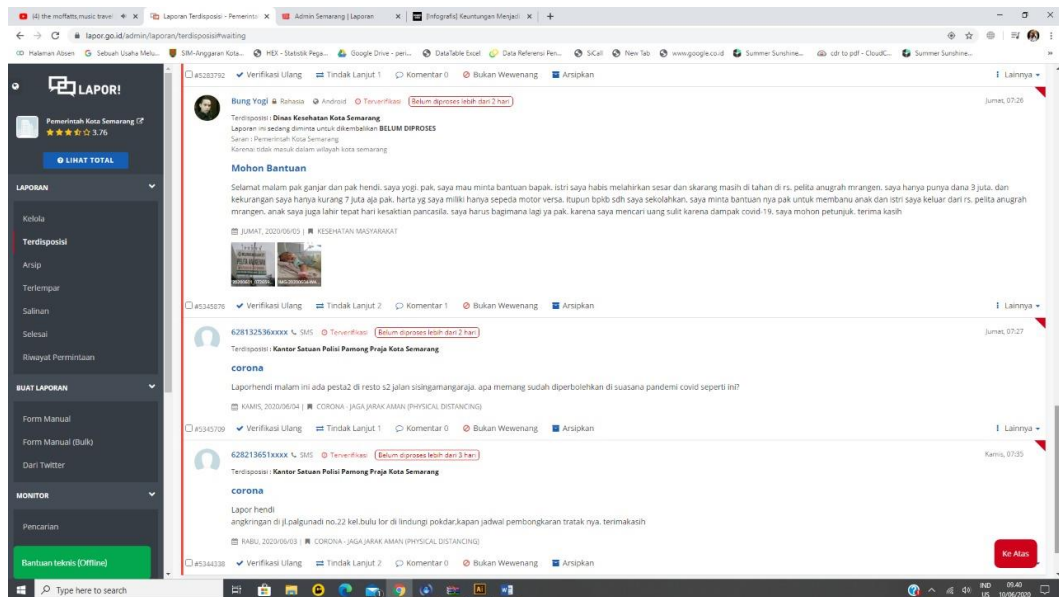 (4) the moffatts music travel
Laporan Terdisposisi - Pemerinta
Admin Semarang | Laporan
[Infografis] Keuntungan Menjadi
lapor.go.id/admin/laporan/terdisposisi#waiting
Halaman Absen
Sebuah Usaha Melu...
SIM-Anggaran Kota...
HEX - Statistik Pega...
Google Drive - peri...
DataTable Excel
Data Referensi Pen...
SiCall
New Tab
www.google.co.id
Summer Sunshine...
cdr to pdf - CloudC...
Summer Sunshine...
LAPOR!
Pemerintah Kota Semarang
3.76
LIHAT TOTAL
LAPORAN
Kelola
Terdisposisi
Arsip
Terlempar
Salinan
Selesai
Riwayat Permintaan
BUAT LAPORAN
Form Manual
Form Manual (Bulk)
Dari Twitter
MONITOR
Pencarian
Bantuan teknis (Offline)
#5283792 Verifikasi Ulang Tindak Lanjut 1 Komentar 0 Bukan Wewenang Arsipkan Lainnya
Bung Yogi Rahasia Android Terverifikasi Belum diproses lebih dari 2 hari Jumat, 07:26
Terdisposisi : Dinas Kesehatan Kota Semarang
Laporan ini sedang diminta untuk dikembalikan BELUM DIPROSES
Saran : Pemerintah Kota Semarang
Karena: tidak masuk dalam wilayah kota semarang
Mohon Bantuan
Selamat malam pak ganjar dan pak hendi. saya yogi. pak, saya mau minta bantuan bapak. istri saya habis melahirkan sesar dan skarang masih di tahan di rs. pelita anugrah mrangen. saya hanya punya dana 3 juta. dan
kekurangan saya hanya kurang 7 juta aja pak. harta yg saya miliki hanya sepeda motor versa. itupun bpkb sdh saya sekolahkan. saya minta bantuan nya pak untuk membanu anak dan istri saya keluar dari rs. pelita anugrah
mrangen. anak saya juga lahir tepat hari kesaktian pancasila. saya harus bagimana lagi ya pak. karena saya mencari uang sulit karena dampak covid-19. saya mohon petunjuk. terima kasih
JUMAT, 2020/06/05 | KESEHATAN MASYARAKAT
#5345876 Verifikasi Ulang Tindak Lanjut 2 Komentar 1 Bukan Wewenang Arsipkan Lainnya
628132536xxxx SMS Terverifikasi Belum diproses lebih dari 2 hari Jumat, 07:27
Terdisposisi : Kantor Satuan Polisi Pamong Praja Kota Semarang
corona
Laporhendi malam ini ada pesta2 di resto s2 jalan sisingamangaraja. apa memang sudah diperbolehkan di suasana pandemi covid seperti ini?
KAMIS, 2020/06/04 | CORONA - JAGA JARAK AMAN (PHYSICAL DISTANCING)
#5345709 Verifikasi Ulang Tindak Lanjut 1 Komentar 0 Bukan Wewenang Arsipkan Lainnya
628213651xxxx SMS Terverifikasi Belum diproses lebih dari 3 hari Kamis, 07:35
Terdisposisi : Kantor Satuan Polisi Pamong Praja Kota Semarang
corona
Lapor hendi
angkringan di jl.palgunadi no.22 kel.bulu lor di lindungi pokdar,kapan jadwal pembongkaran tratak nya. terimakasih
RABU, 2020/06/03 | CORONA - JAGA JARAK AMAN (PHYSICAL DISTANCING)
#5344338 Verifikasi Ulang Tindak Lanjut 2 Komentar 0 Bukan Wewenang Arsipkan Lainnya
Ke Atas
Type here to search
IND
US
09.40
10/06/2020